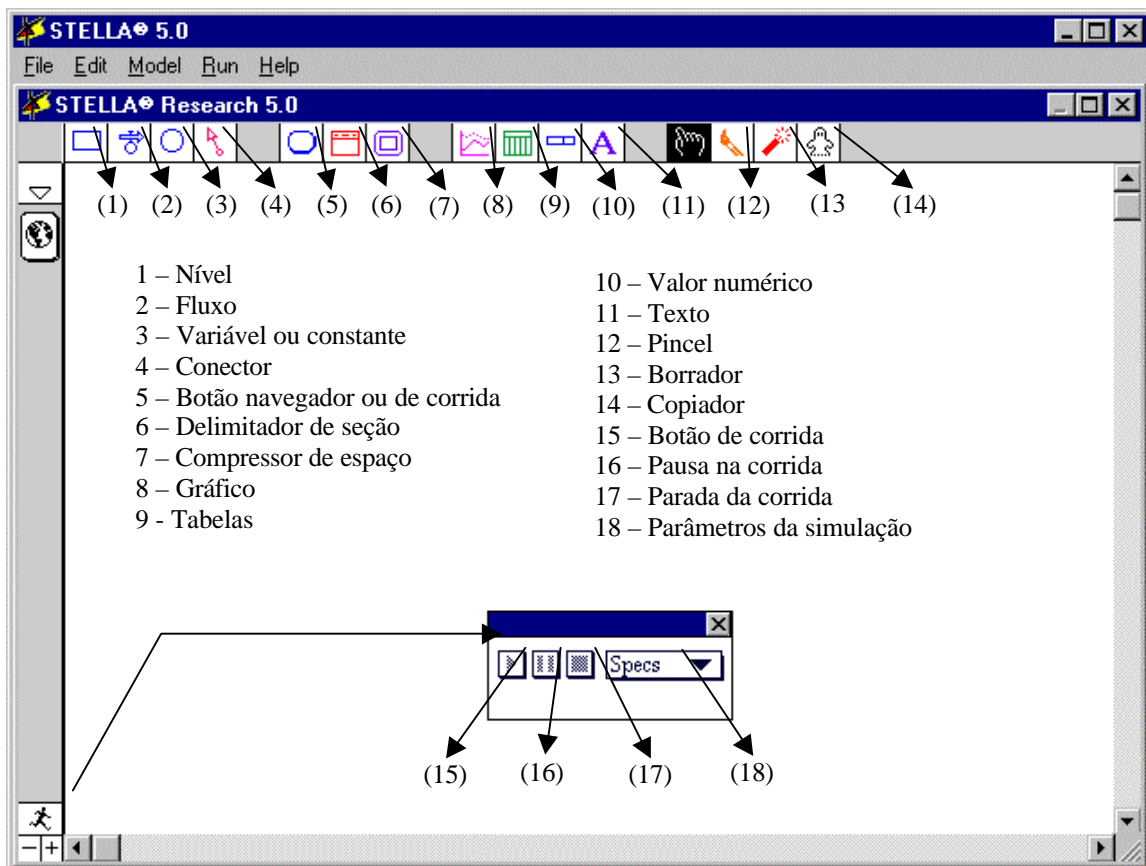 STELLA® 5.0
File Edit Model Run Help
STELLA® Research 5.0
A
(1) (2) (3) (4) (5) (6) (7) (8) (9) (10) (11) (12) (13 (14)
1 – Nível
2 – Fluxo
3 – Variável ou constante
4 – Conector
5 – Botão navegador ou de corrida
6 – Delimitador de seção
7 – Compressor de espaço
8 – Gráfico
9 - Tabelas
10 – Valor numérico
11 – Texto
12 – Pincel
13 – Borrador
14 – Copiador
15 – Botão de corrida
16 – Pausa na corrida
17 – Parada da corrida
18 – Parâmetros da simulação
Specs
(15) (16) (17) (18)